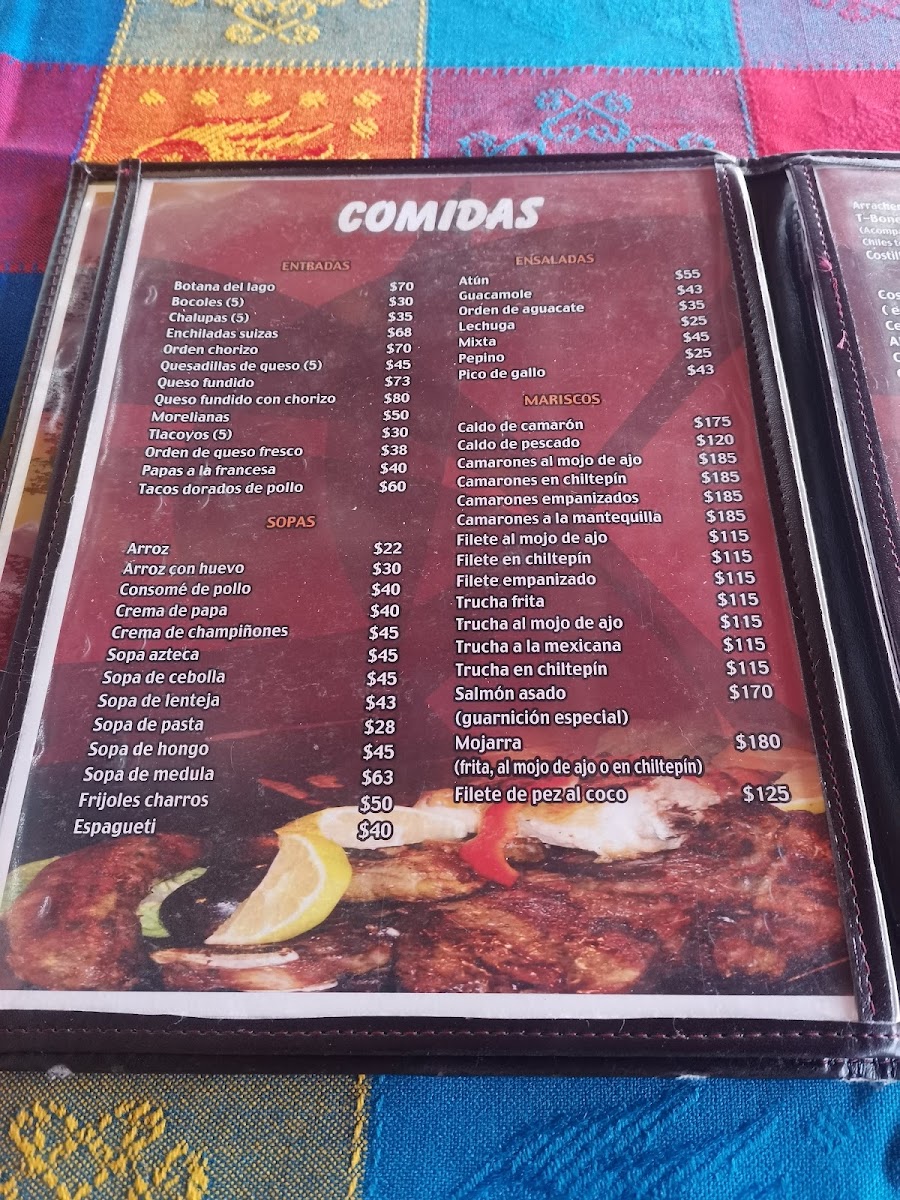 COMIDAS
ENTRADAS
Botana del lago $70
Bocoles (5) $30
Chalupas (5) $35
Enchiladas suizas $68
Orden chorizo $70
Quesadillas de queso (5) $45
Queso fundido $73
Queso fundido con chorizo $80
Morelianas $50
Tlacoyos (5) $30
Orden de queso fresco $38
Papas a la francesa $40
Tacos dorados de pollo $60
SOPAS
Arroz $22
Arroz con huevo $30
Consomé de pollo $40
Crema de papa $40
Crema de champiñones $45
Sopa azteca $45
Sopa de cebolla $45
Sopa de lenteja $43
Sopa de pasta $28
Sopa de hongo $45
Sopa de medula $63
Frijoles charros $50
Espagueti $40
ENSALADAS
Atún $55
Guacamole $43
Orden de aguacate $35
Lechuga $25
Mixta $45
Pepino $25
Pico de gallo $43
MARISCOS
Caldo de camarón $175
Caldo de pescado $120
Camarones al mojo de ajo $185
Camarones en chiltepín $185
Camarones empanizados $185
Camarones a la mantequilla $185
Filete al mojo de ajo $115
Filete en chiltepín $115
Filete empanizado $115
Trucha frita $115
Trucha al mojo de ajo $115
Trucha a la mexicana $115
Trucha en chiltepín $115
Salmón asado $170
(guarnición especial)
Mojarra $180
(frita, al mojo de ajo o en chiltepín)
Filete de pez al coco $125
T-Bone
Chiles